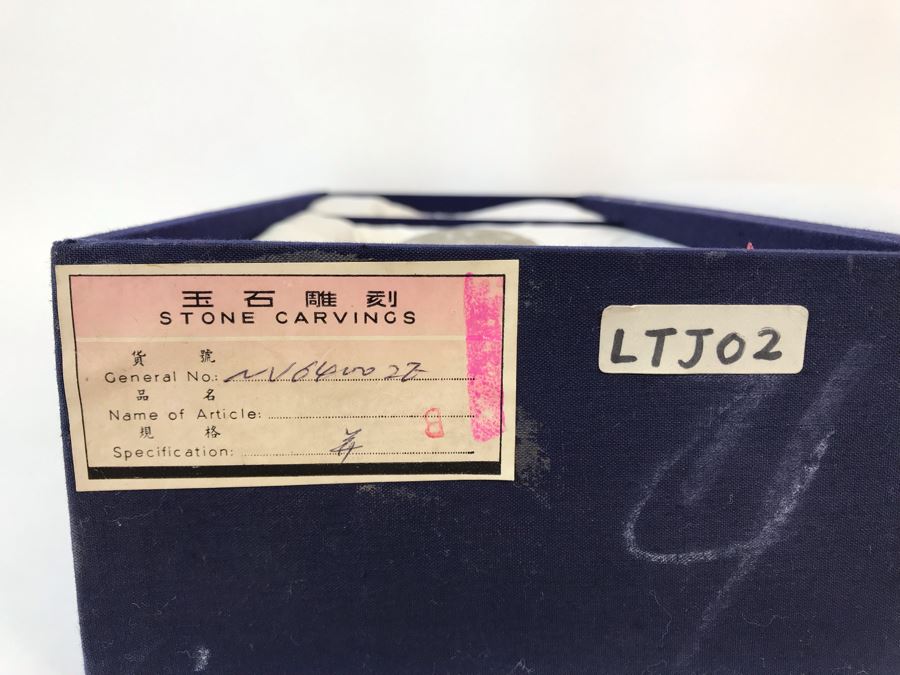 玉石雕刻
STONE CARVINGS
貨號
General No.:
品名
Name of Article:
8
規格
Specification:
LTJ02